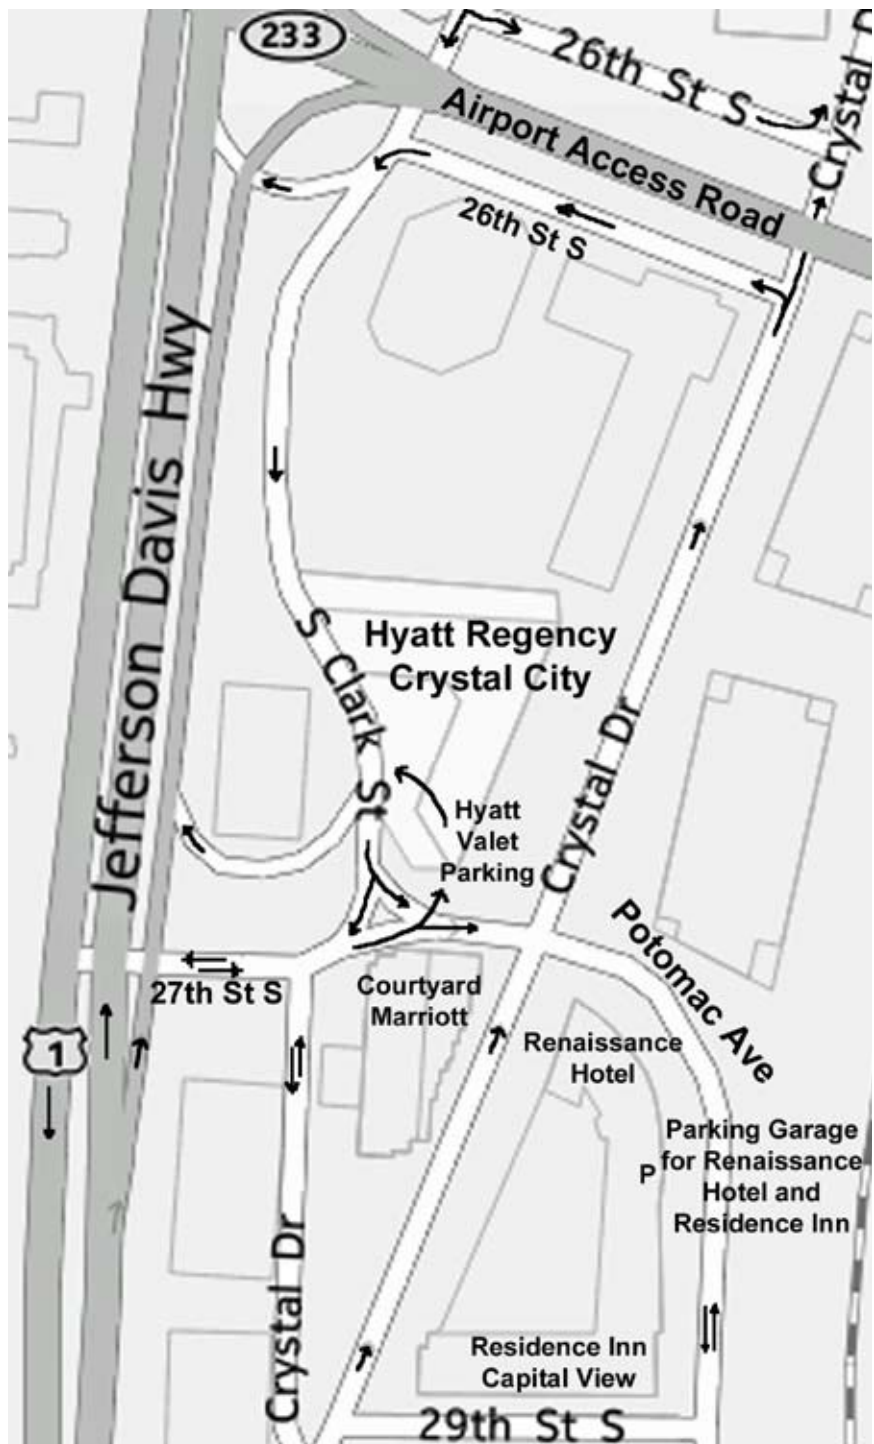 233
26th St S
Crystal D
Airport Access Road
26th St S
Jefferson Davis Hwy
S Clark St
Hyatt Regency
Crystal City
Crystal Dr
Hyatt
Valet
Parking
Potomac Ave
27th St S
Courtyard
Marriott
1
Renaissance
Hotel
Parking Garage
for Renaissance
Hotel and
Residence Inn
P
Crystal Dr
Residence Inn
Capital View
29th St S